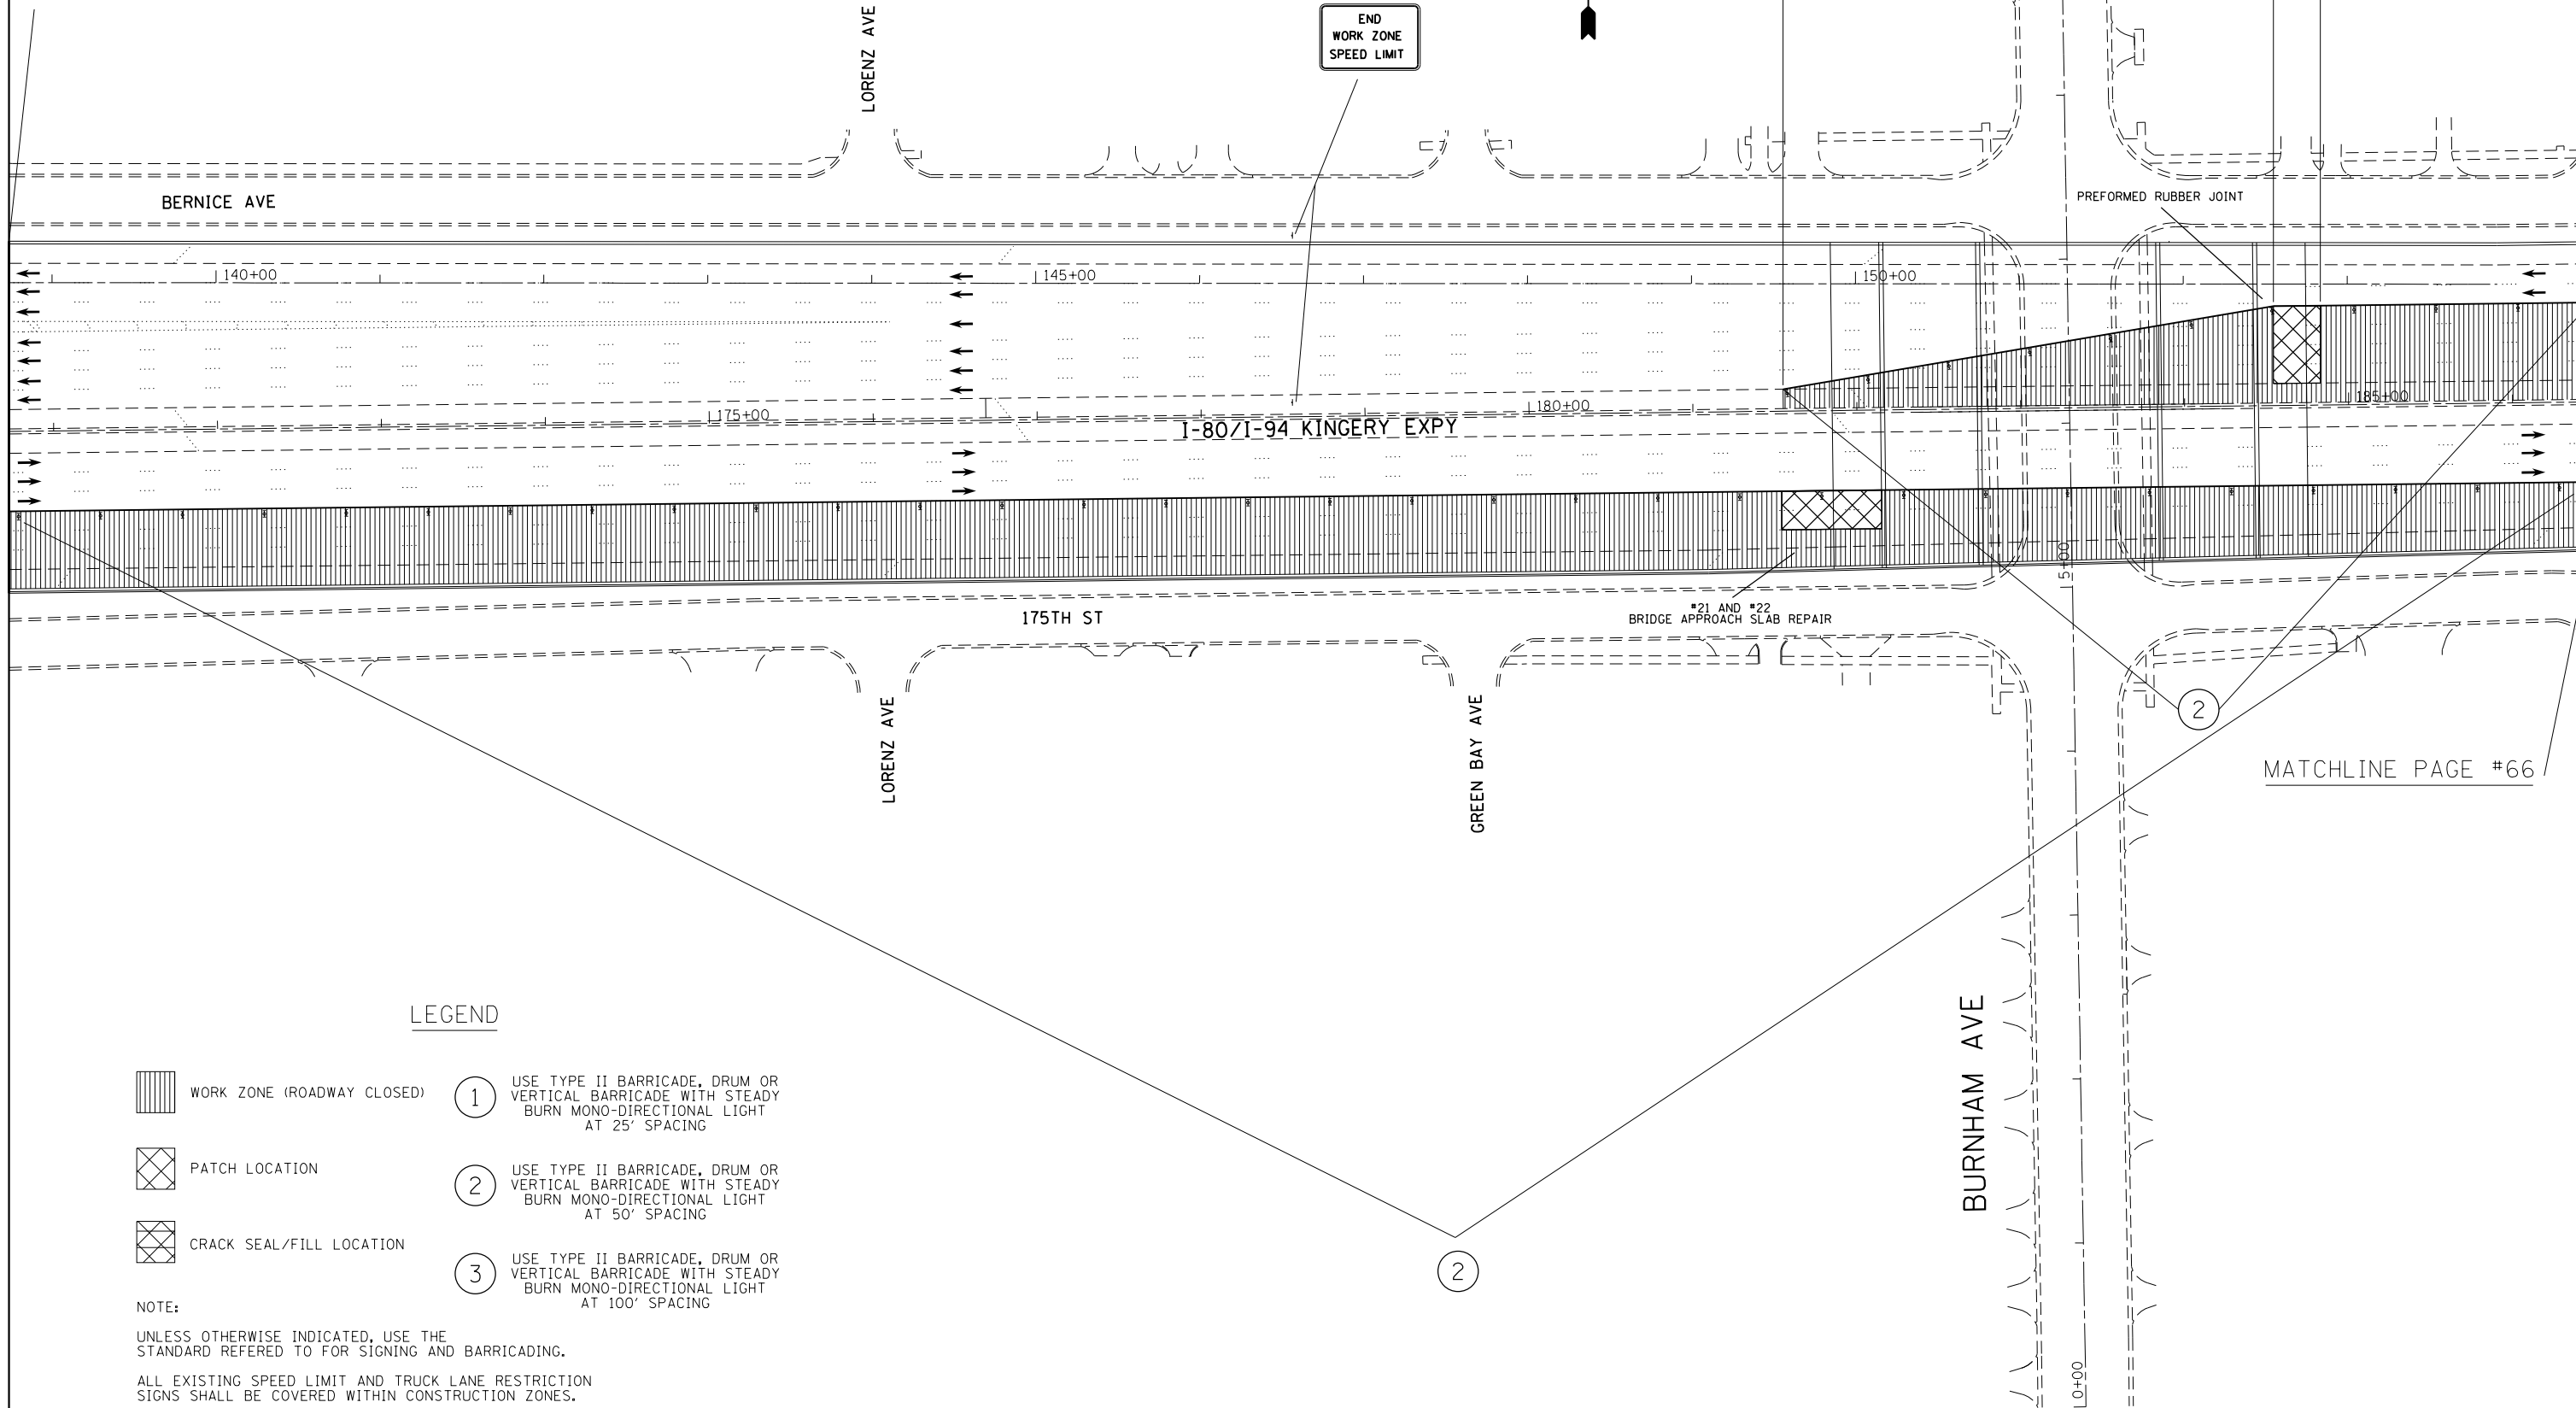 END
WORK ZONE
SPEED LIMIT
LORENZ AVE
BERNICE AVE
PREFORMED RUBBER JOINT
140+00
145+00
150+00
175+00
180+00
185+00
I-80/I-94 KINGERY EXPY
5+00
#21 AND #22
BRIDGE APPROACH SLAB REPAIR
175TH ST
LORENZ AVE
GREEN BAY AVE
2
MATCHLINE PAGE #66
BURNHAM AVE
2
LEGEND
WORK ZONE (ROADWAY CLOSED)
PATCH LOCATION
CRACK SEAL/FILL LOCATION
1
USE TYPE II BARRICADE, DRUM OR
VERTICAL BARRICADE WITH STEADY
BURN MONO-DIRECTIONAL LIGHT
AT 25' SPACING
2
USE TYPE II BARRICADE, DRUM OR
VERTICAL BARRICADE WITH STEADY
BURN MONO-DIRECTIONAL LIGHT
AT 50' SPACING
3
USE TYPE II BARRICADE, DRUM OR
VERTICAL BARRICADE WITH STEADY
BURN MONO-DIRECTIONAL LIGHT
AT 100' SPACING
NOTE:
UNLESS OTHERWISE INDICATED, USE THE
STANDARD REFERED TO FOR SIGNING AND BARRICADING.
ALL EXISTING SPEED LIMIT AND TRUCK LANE RESTRICTION
SIGNS SHALL BE COVERED WITHIN CONSTRUCTION ZONES.
0+00